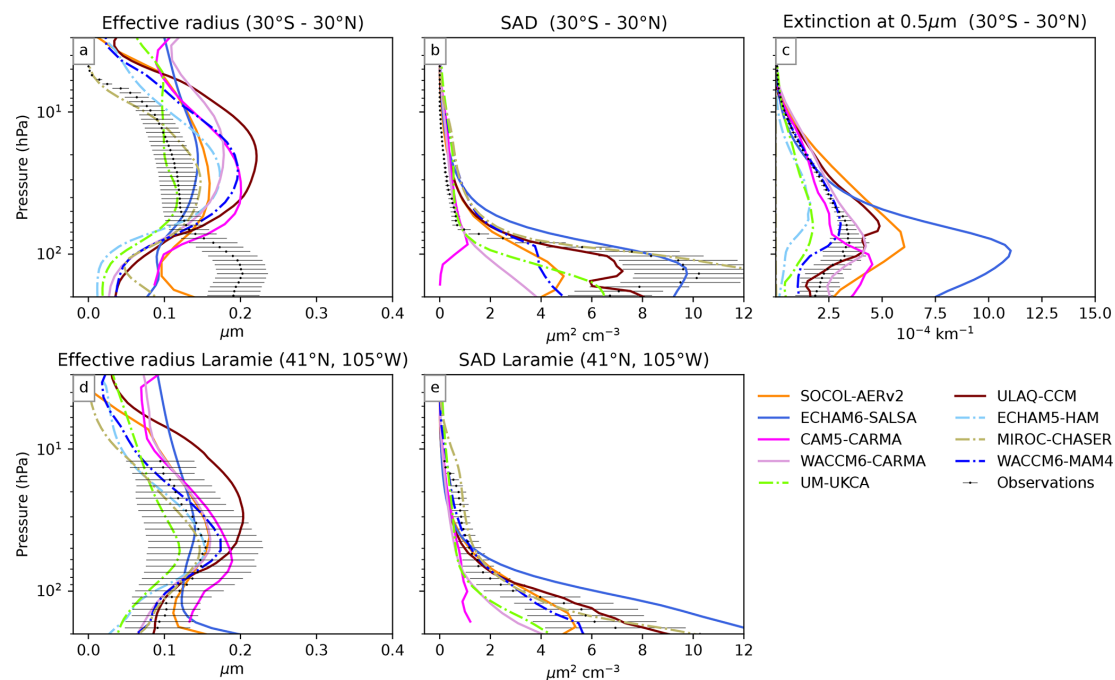 Effective radius (30°S - 30°N)
SAD (30°S - 30°N)
Extinction at 0.5μm (30°S - 30°N)
a
b
c
Pressure (hPa)
10¹
10²
0.0 0.1 0.2 0.3 0.4
μm
0 2 4 6 8 10 12
μm² cm⁻³
2.5 5.0 7.5 10.0 12.5 15.0
10⁻⁴ km⁻¹
Effective radius Laramie (41°N, 105°W)
SAD Laramie (41°N, 105°W)
d
e
Pressure (hPa)
10¹
10²
0.0 0.1 0.2 0.3 0.4
μm
0 2 4 6 8 10 12
μm² cm⁻³
SOCOL-AERv2
ECHAM6-SALSA
CAM5-CARMA
WACCM6-CARMA
UM-UKCA
ULAQ-CCM
ECHAM5-HAM
MIROC-CHASER
WACCM6-MAM4
Observations